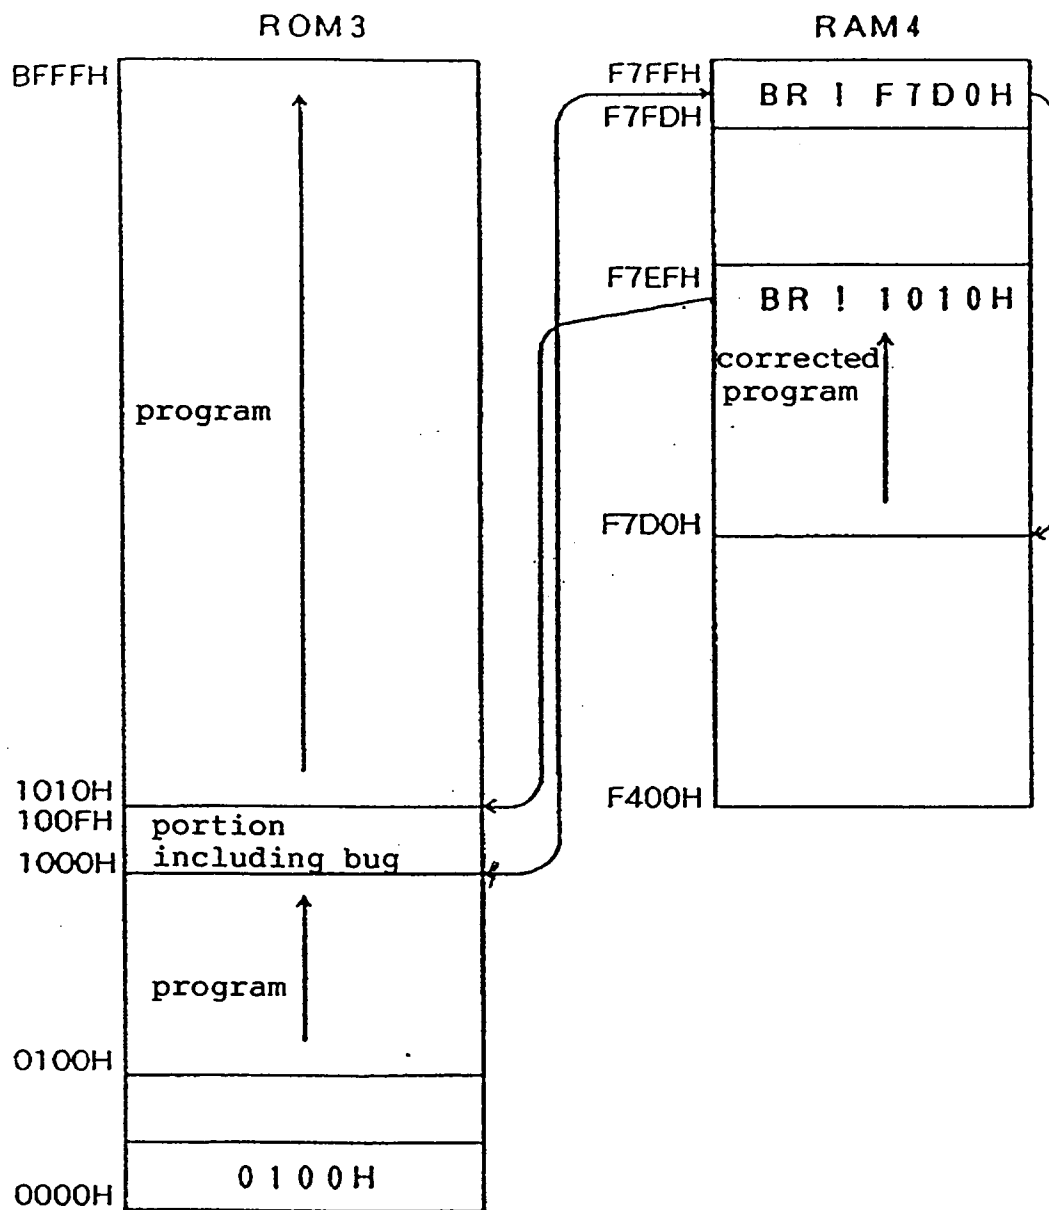 ROM3
BFFFH
program
1010H
100FH
portion
including bug
1000H
program
0100H
0100H
0000H
RAM4
F7FFH
BR ! F7D0H
F7FDH
F7EFH
BR ! 1010H
corrected
program
F7D0H
F400H